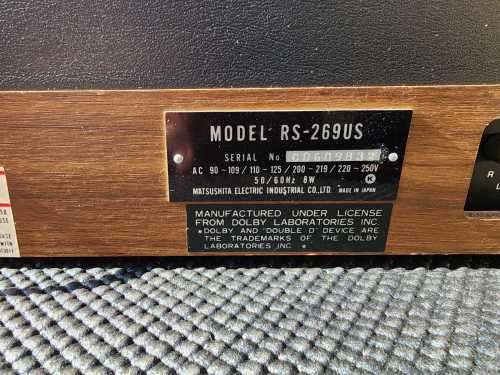 MODEL RS-269US
SERIAL No
AC 90-109/110-125/200-219/220-250V
50/60Hz 8W
K
MATSUSHITA ELECTRIC INDUSTRIAL CO.,LTD. MADE IN JAPAN
MANUFACTURED UNDER LICENSE
FROM DOLBY LABORATORIES INC.
★DOLBY AND 'DOUBLE D' DEVICE ARE
THE TRADEMARKS OF THE DOLBY
LABORATORIES INC
R